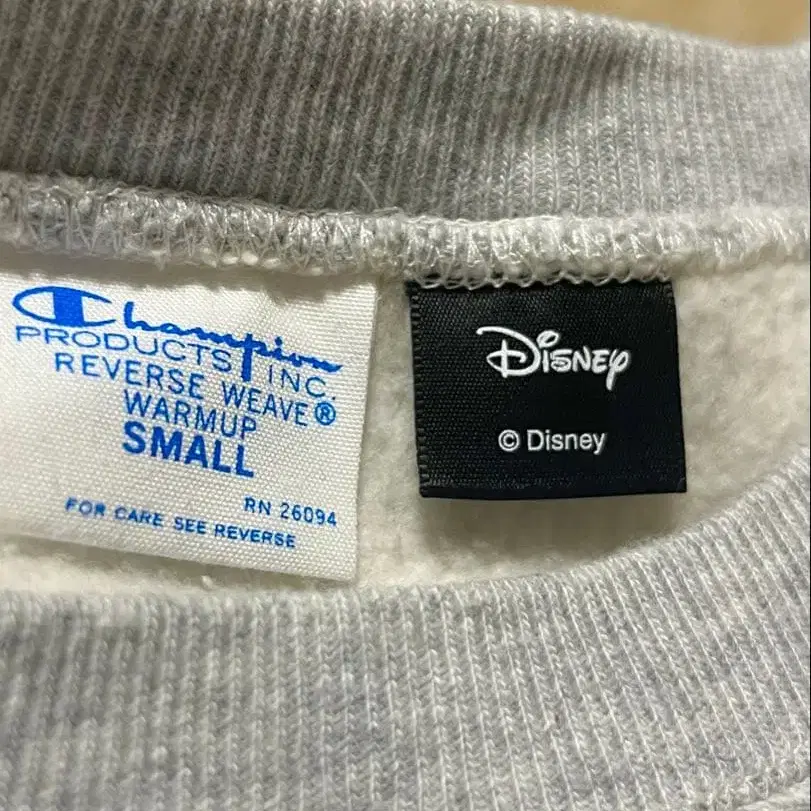 Champion
PRODUCTS INC.
REVERSE WEAVE®
WARMUP
SMALL
RN 26094
FOR CARE SEE REVERSE
Disney
© Disney